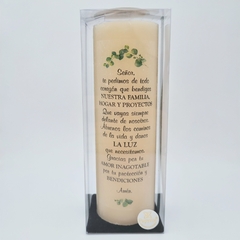 Señor,
te pedimos de todo
corazón que bendigas
NUESTRA FAMILIA,
HOGAR Y PROYECTOS
Que vayas siempre
delante de nosotros.
Ábrenos los caminos
de la vida y danos
LA LUZ
que necesitamos.
Gracias por tu
AMOR INAGOTABLE
por tu protección y
BENDICIONES
Amén.